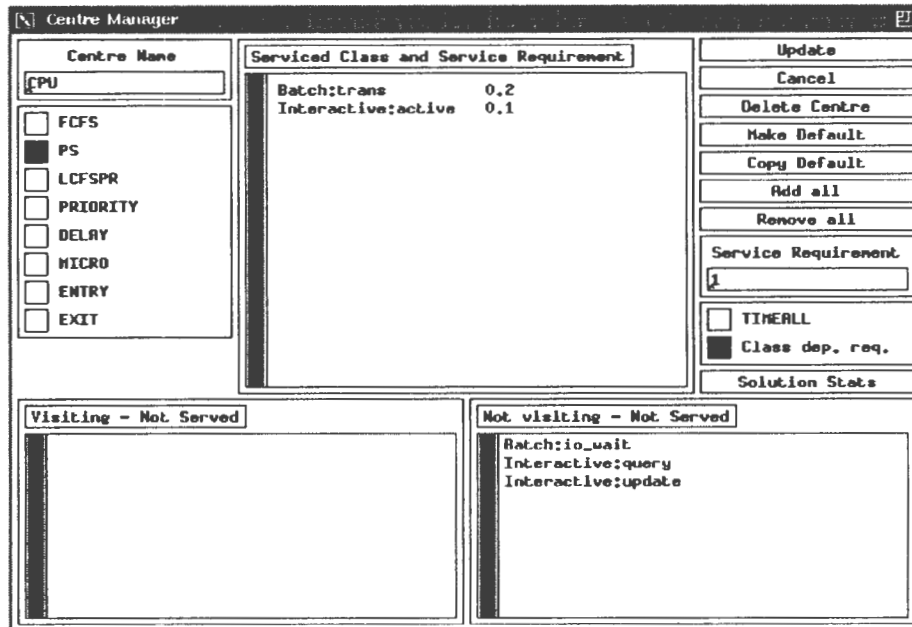 Centre Manager
Centre Name
CPU
FCFS
PS
LCFSPR
PRIORITY
DELAY
MICRO
ENTRY
EXIT
Serviced Class and Service Requirement
Batch:trans 0.2
Interactive:active 0.1
Update
Cancel
Delete Centre
Make Default
Copy Default
Add all
Remove all
Service Requirement
1
TIMEALL
Class dep. req.
Solution Stats
Visiting - Not Served
Not visiting - Not Served
Batch:io_wait
Interactive:query
Interactive:update